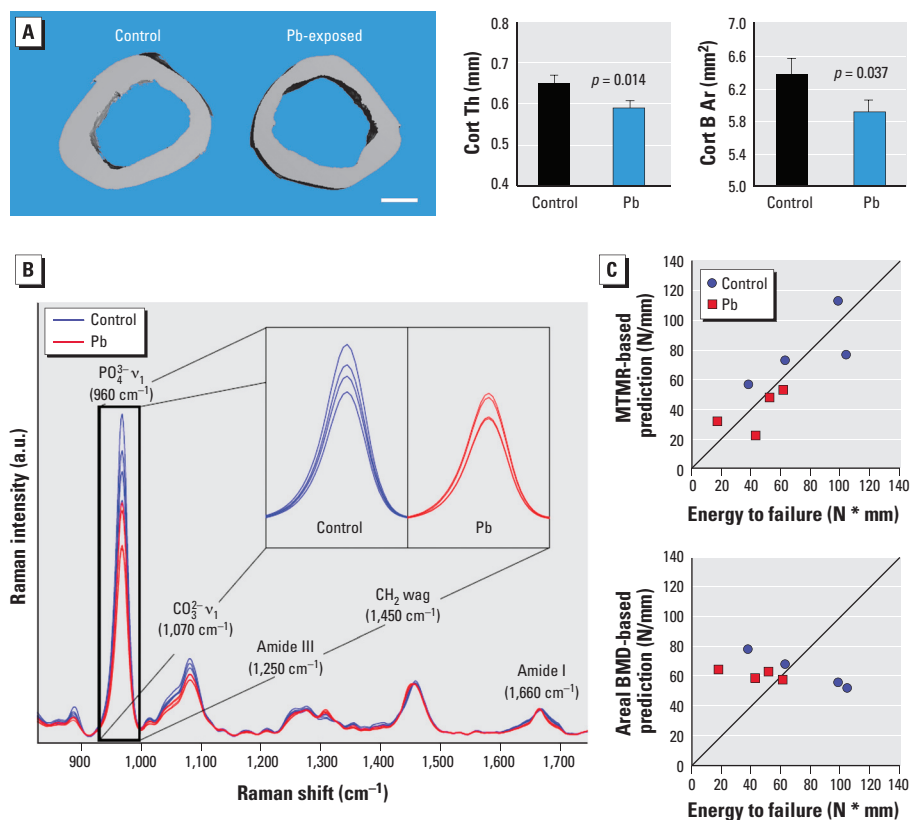 A
Control
Pb-exposed
Cort Th (mm)
0.8
0.7
0.6
0.5
0.4
p = 0.014
Control
Pb
Cort B Ar (mm²)
7.0
6.6
6.2
5.8
5.4
5.0
p = 0.037
Control
Pb
B
Control
Pb
PO₄³⁻ ν₁
(960 cm⁻¹)
Control
Pb
CO₃²⁻ ν₁
(1,070 cm⁻¹)
Amide III
(1,250 cm⁻¹)
CH₂ wag
(1,450 cm⁻¹)
Amide I
(1,660 cm⁻¹)
Raman intensity (a.u.)
900
1,000
1,100
1,200
1,300
1,400
1,500
1,600
1,700
Raman shift (cm⁻¹)
C
Control
Pb
MTMR-based
prediction (N/mm)
140
120
100
80
60
40
20
0
0 20 40 60 80 100 120 140
Energy to failure (N * mm)
Areal BMD-based
prediction (N/mm)
140
120
100
80
60
40
20
0
0 20 40 60 80 100 120 140
Energy to failure (N * mm)